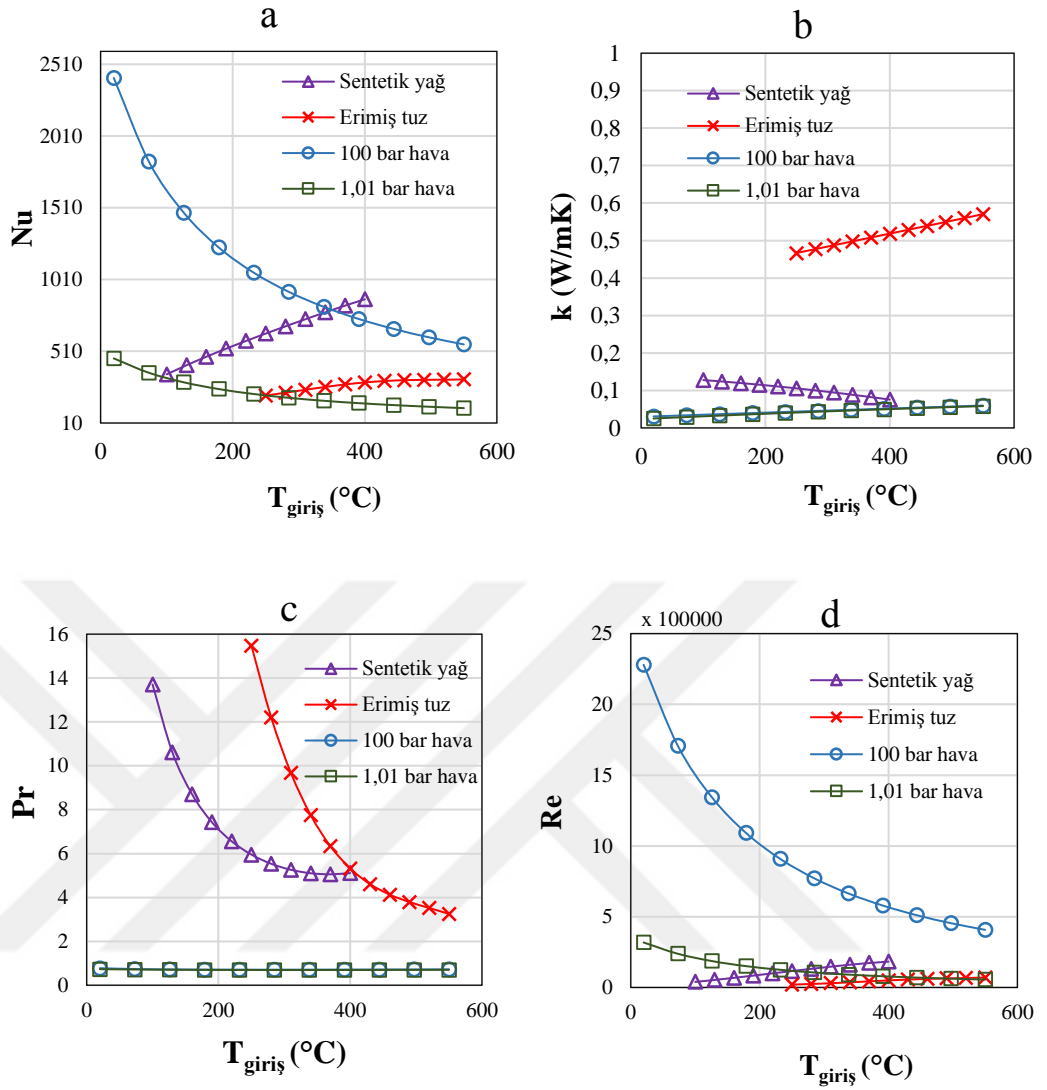 a
Nu
2510
2010
1510
1010
510
10
0
200
400
600
Sentetik yağ
Erimiş tuz
100 bar hava
1,01 bar hava
T giriş (°C)
b
k (W/mK)
1
0,9
0,8
0,7
0,6
0,5
0,4
0,3
0,2
0,1
0
0
200
400
600
Sentetik yağ
Erimiş tuz
100 bar hava
1,01 bar hava
T giriş (°C)
c
Pr
16
14
12
10
8
6
4
2
0
0
200
400
600
Sentetik yağ
Erimiş tuz
100 bar hava
1,01 bar hava
T giriş (°C)
x 100000
d
Re
25
20
15
10
5
0
0
200
400
600
Sentetik yağ
Erimiş tuz
100 bar hava
1,01 bar hava
T giriş (°C)